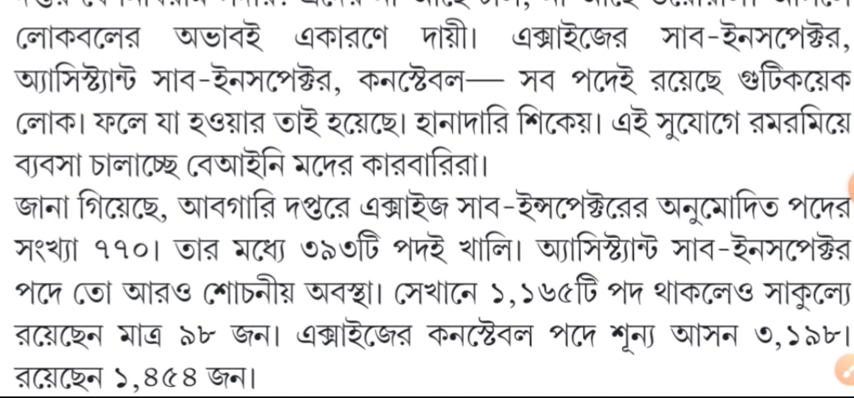 লোকবলের অভাবই একারণে দায়ী। এক্সাইজের সাব-ইনসপেক্টর,
অ্যাসিস্ট্যান্ট সাব-ইনসপেক্টর, কনস্টেবল— সব পদেই রয়েছে গুটিকয়েক
লোক। ফলে যা হওয়ার তাই হয়েছে। হানাদারি শিকেয়। এই সুযোগে রমরমিয়ে
ব্যবসা চালাচ্ছে বেআইনি মদের কারবারিরা।
জানা গিয়েছে, আবগারি দপ্তরে এক্সাইজ সাব-ইন্সপেক্টরের অনুমোদিত পদের
সংখ্যা ৭৭০। তার মধ্যে ৩৯৩টি পদই খালি। অ্যাসিস্ট্যান্ট সাব-ইনসপেক্টর
পদে তো আরও শোচনীয় অবস্থা। সেখানে ১,১৬৫টি পদ থাকলেও সাকুল্যে
রয়েছেন মাত্র ৯৮ জন। এক্সাইজের কনস্টেবল পদে শূন্য আসন ৩,১৯৮।
রয়েছেন ১,৪৫৪ জন।